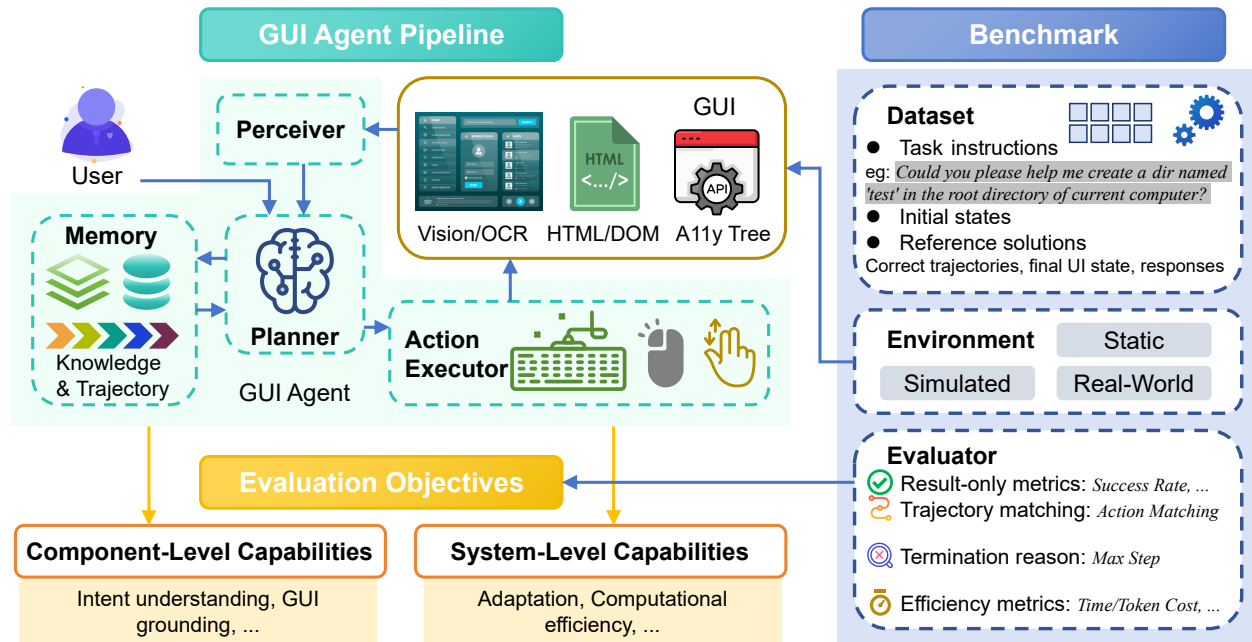 GUI Agent Pipeline
Benchmark
User
Perceiver
GUI
HTML
<.../>
API
Vision/OCR
HTML/DOM
A11y Tree
Memory
Knowledge
& Trajectory
Planner
GUI Agent
Action
Executor
Evaluation Objectives
Component-Level Capabilities
Intent understanding, GUI
grounding, ...
System-Level Capabilities
Adaptation, Computational
efficiency, ...
Dataset
● Task instructions
eg: Could you please help me create a dir named
'test' in the root directory of current computer?
● Initial states
● Reference solutions
Correct trajectories, final UI state, responses
Environment
Static
Simulated
Real-World
Evaluator
Result-only metrics: Success Rate, ...
Trajectory matching: Action Matching
Termination reason: Max Step
Efficiency metrics: Time/Token Cost, ...